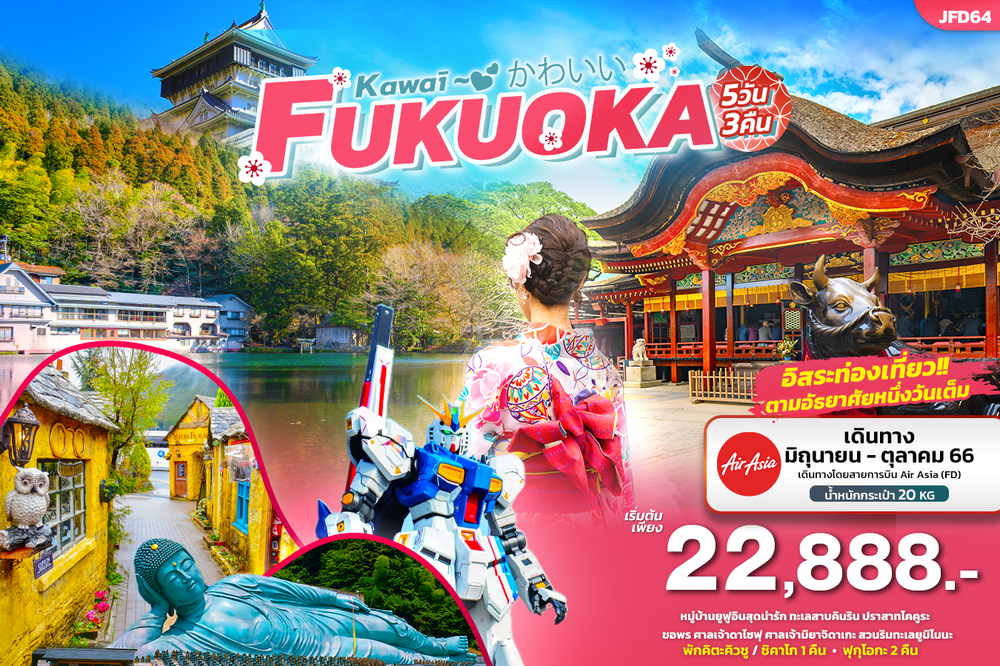 JFD64
Kawaī ~ かわいい
FUKUOKA
5วัน
3คืน
อิสระท่องเที่ยว!!
ตามอัธยาศัยหนึ่งวันเต็ม
AirAsia
เดินทาง
มิถุนายน - ตุลาคม 66
เดินทางโดยสายการบิน Air Asia (FD)
น้ำหนักกระเป๋า 20 KG
เริ่มต้น
เพียง
22,888.-
หมู่บ้านยูฟูอินสุดน่ารัก ทะเลสาบคินริน ปราสาทโคคุระ
ขอพร ศาลเจ้าดาไซฟุ ศาลเจ้ามิยาจิดาเกะ สวนริมทะเลยูมิโนนะ
พักคิตะคิวชู / ชิคาโก 1 คืน • ฟุกุโอกะ 2 คืน
OPEN